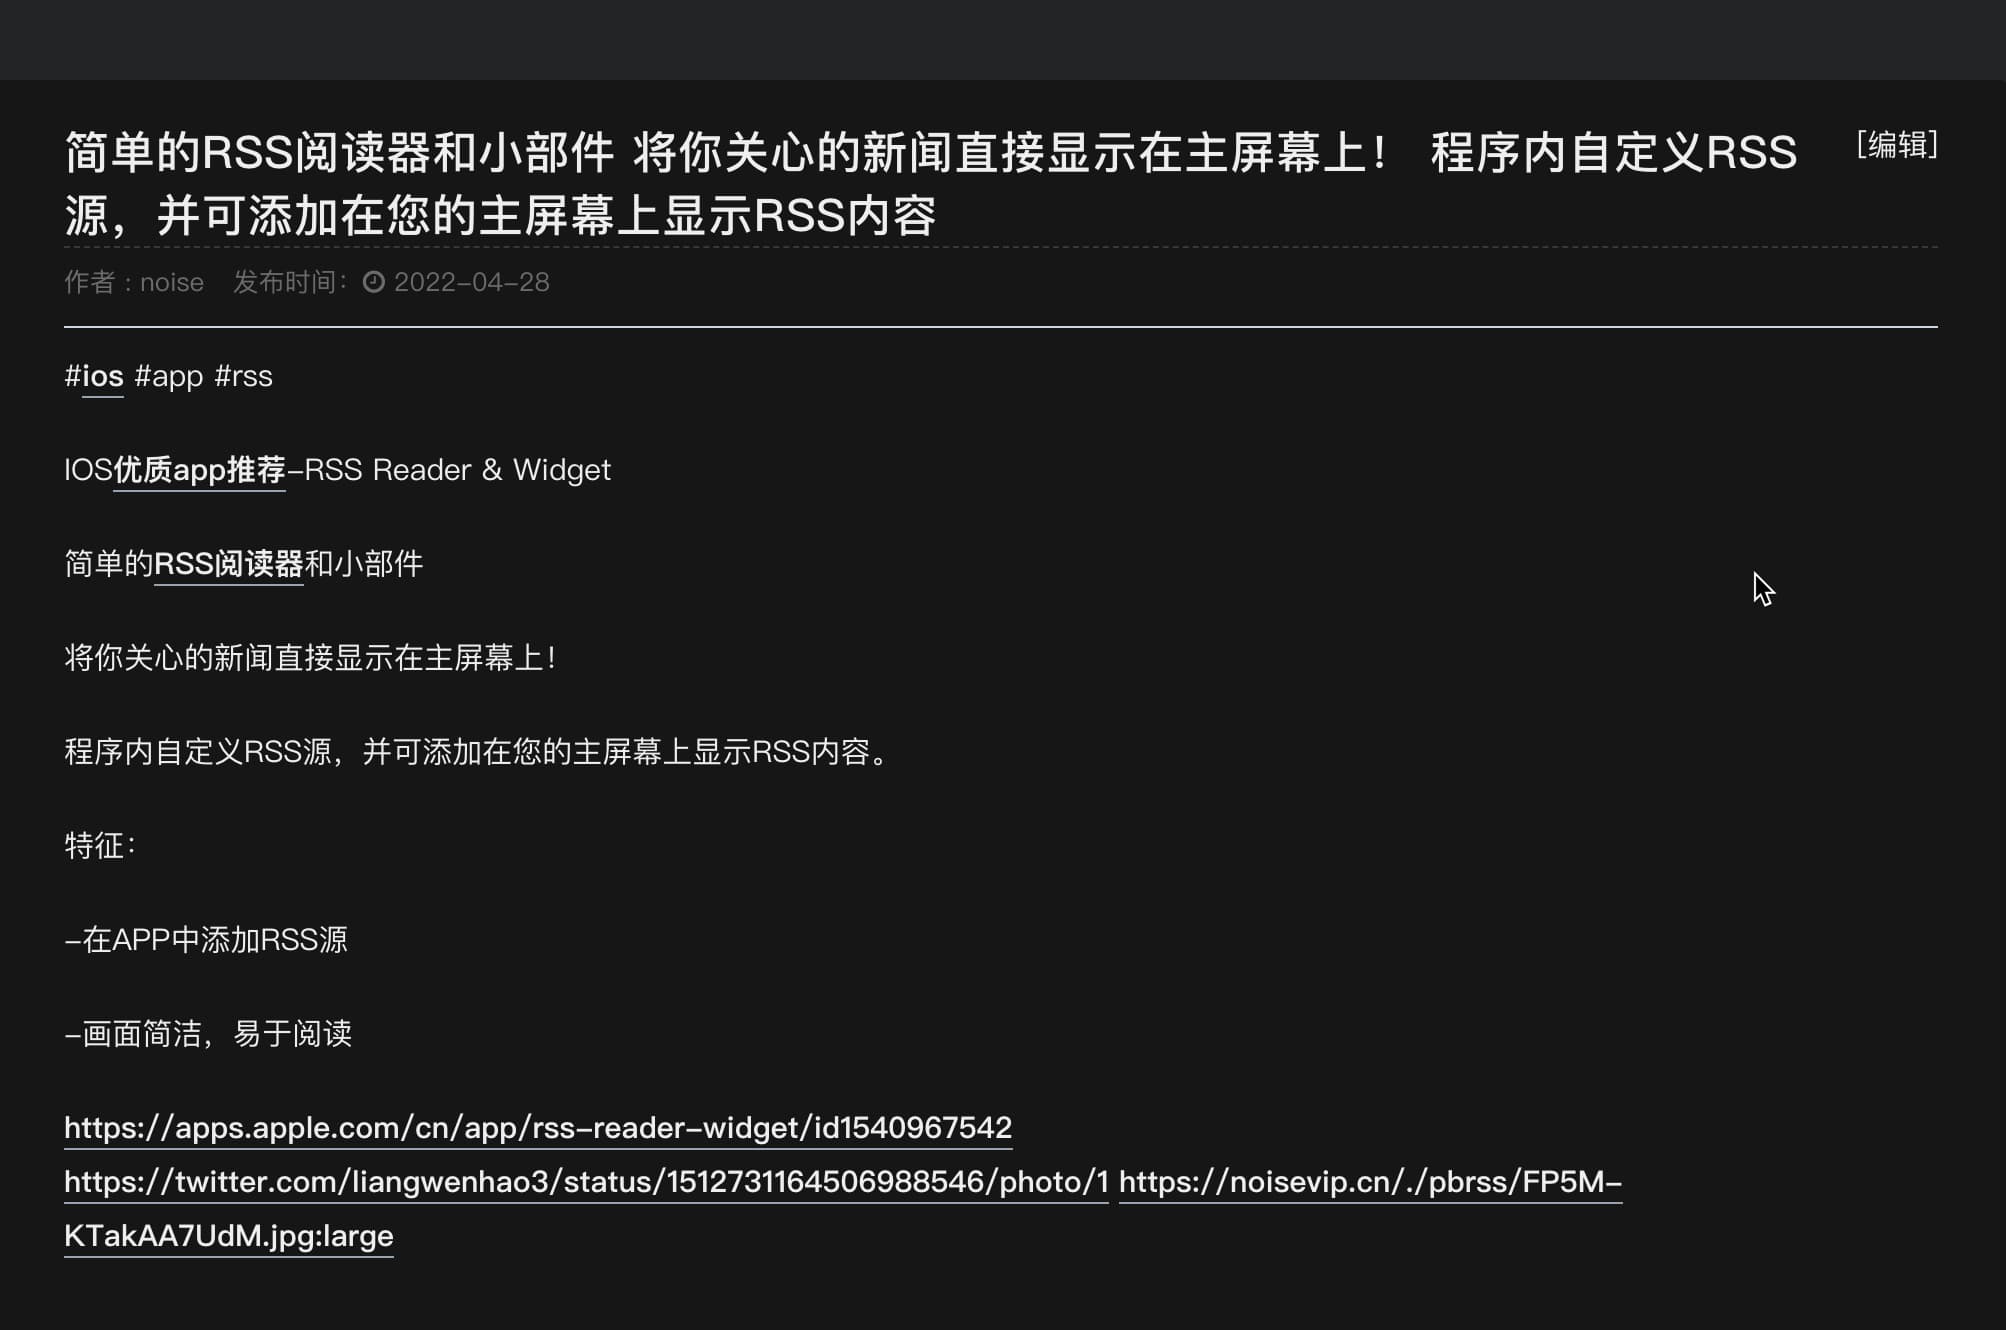 简单的RSS阅读器和小部件 将你关心的新闻直接显示在主屏幕上！ 程序内自定义RSS
源，并可添加在您的主屏幕上显示RSS内容
[编辑]
作者 : noise 发布时间： 2022-04-28
#ios #app #rss
IOS优质app推荐-RSS Reader & Widget
简单的RSS阅读器和小部件
将你关心的新闻直接显示在主屏幕上！
程序内自定义RSS源，并可添加在您的主屏幕上显示RSS内容。
特征：
-在APP中添加RSS源
-画面简洁，易于阅读
https://apps.apple.com/cn/app/rss-reader-widget/id1540967542
https://twitter.com/liangwenhao3/status/1512731164506988546/photo/1 https://noisevip.cn/./pbrss/FP5M-
KTakAA7UdM.jpg:large